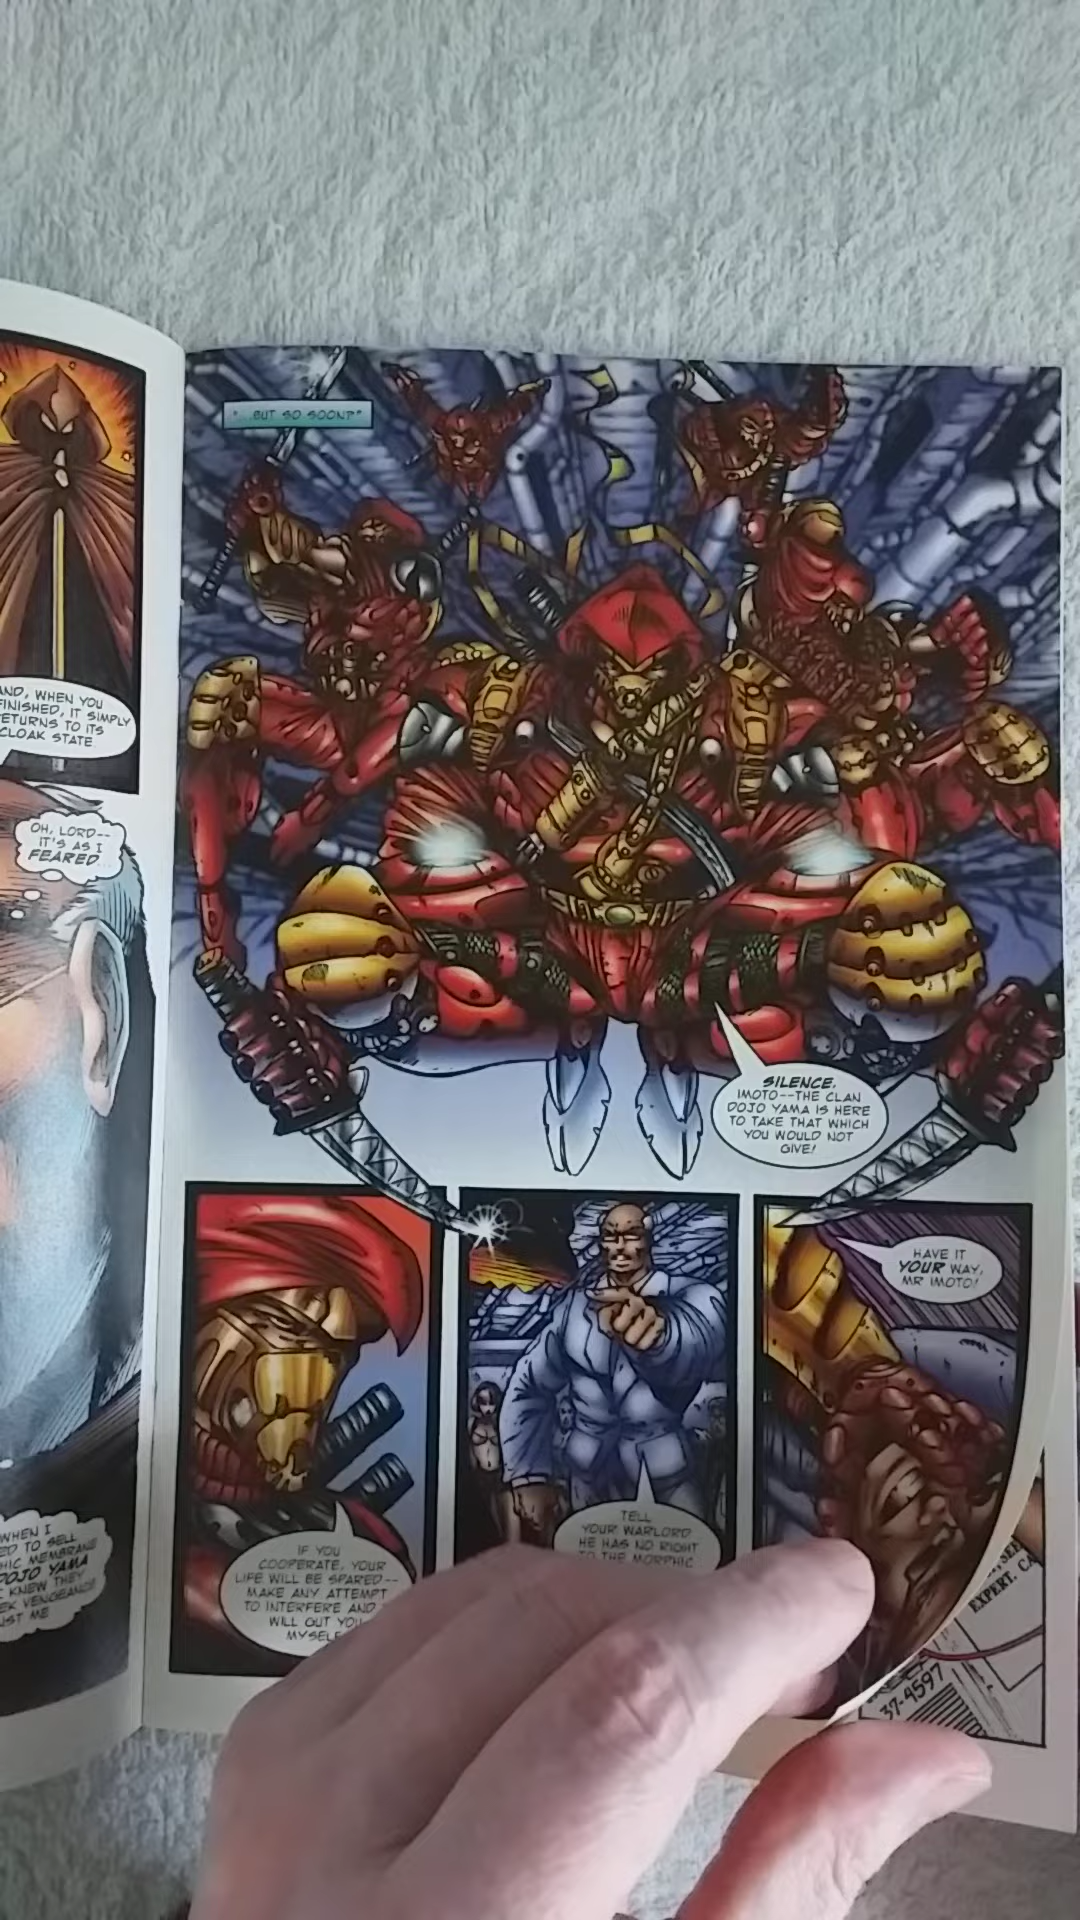 AND, WHEN YOU
FINISHED, IT SIMPLY
RETURNS TO ITS
CLOAK STATE
OH, LORD--
IT'S AS I
FEARED
WHEN I
TO SELL
MEMBRANE
DOJO YAMA
KNEW THEY
VENGEANCE
ME
"...BUT SO SOON?"
SILENCE,
IMOTO--THE CLAN
DOJO YAMA IS HERE
TO TAKE THAT WHICH
YOU WOULD NOT
GIVE!
IF YOU
COOPERATE, YOUR
LIFE WILL BE SPARED--
MAKE ANY ATTEMPT
TO INTERFERE AND I
WILL GUT YOU
MYSELF
TELL
YOUR WARLORD
HE HAS NO RIGHT
TO THE MORPHIC
HAVE IT
YOUR WAY,
MR IMOTO!
EXPERT. CA
37-4597